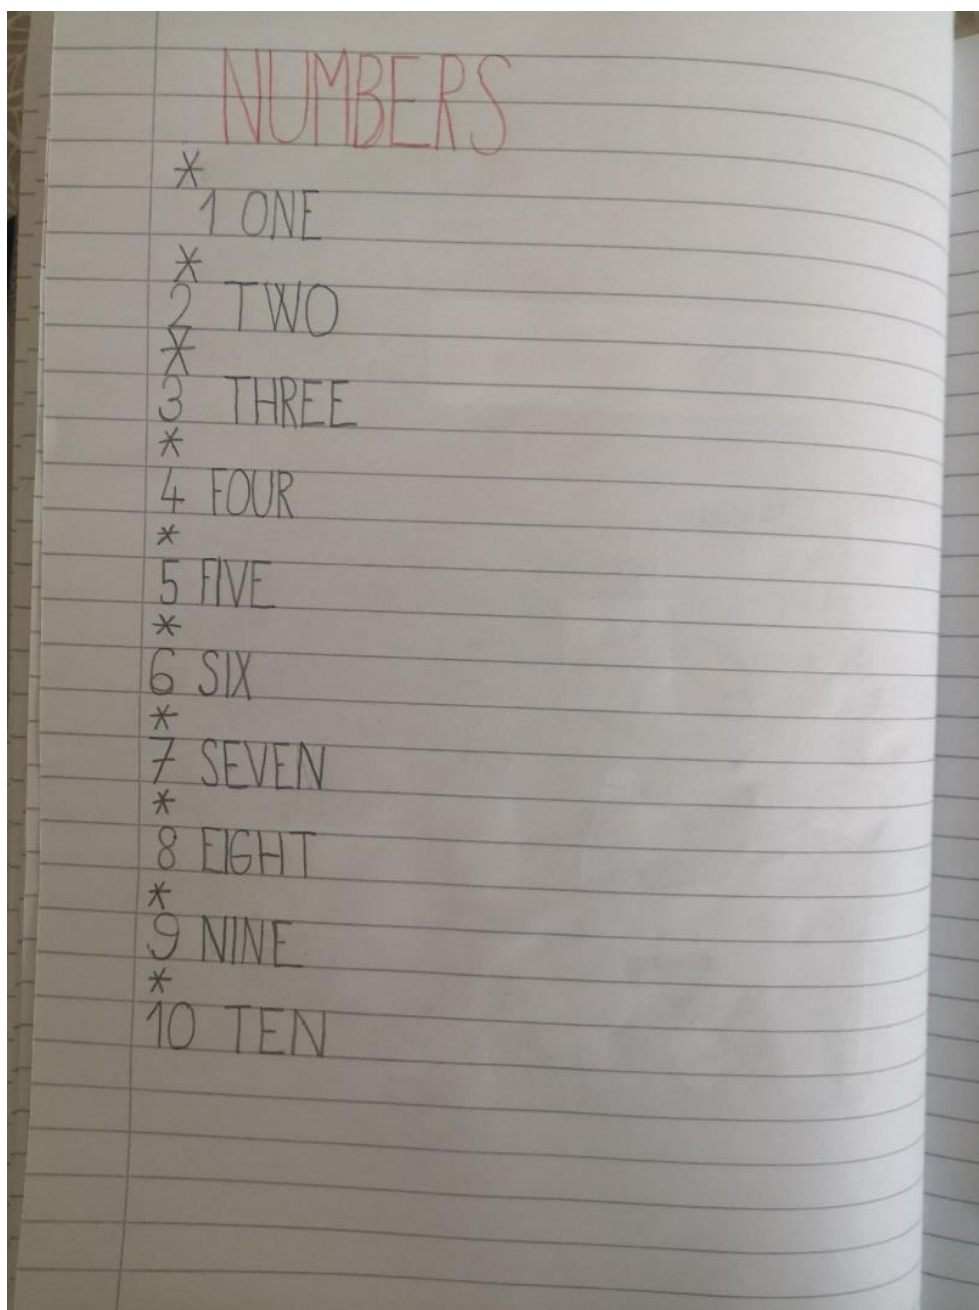 NUMBERS
*
1 ONE
*
2 TWO
*
3 THREE
*
4 FOUR
*
5 FIVE
*
6 SIX
*
7 SEVEN
*
8 EIGHT
*
9 NINE
*
10 TEN